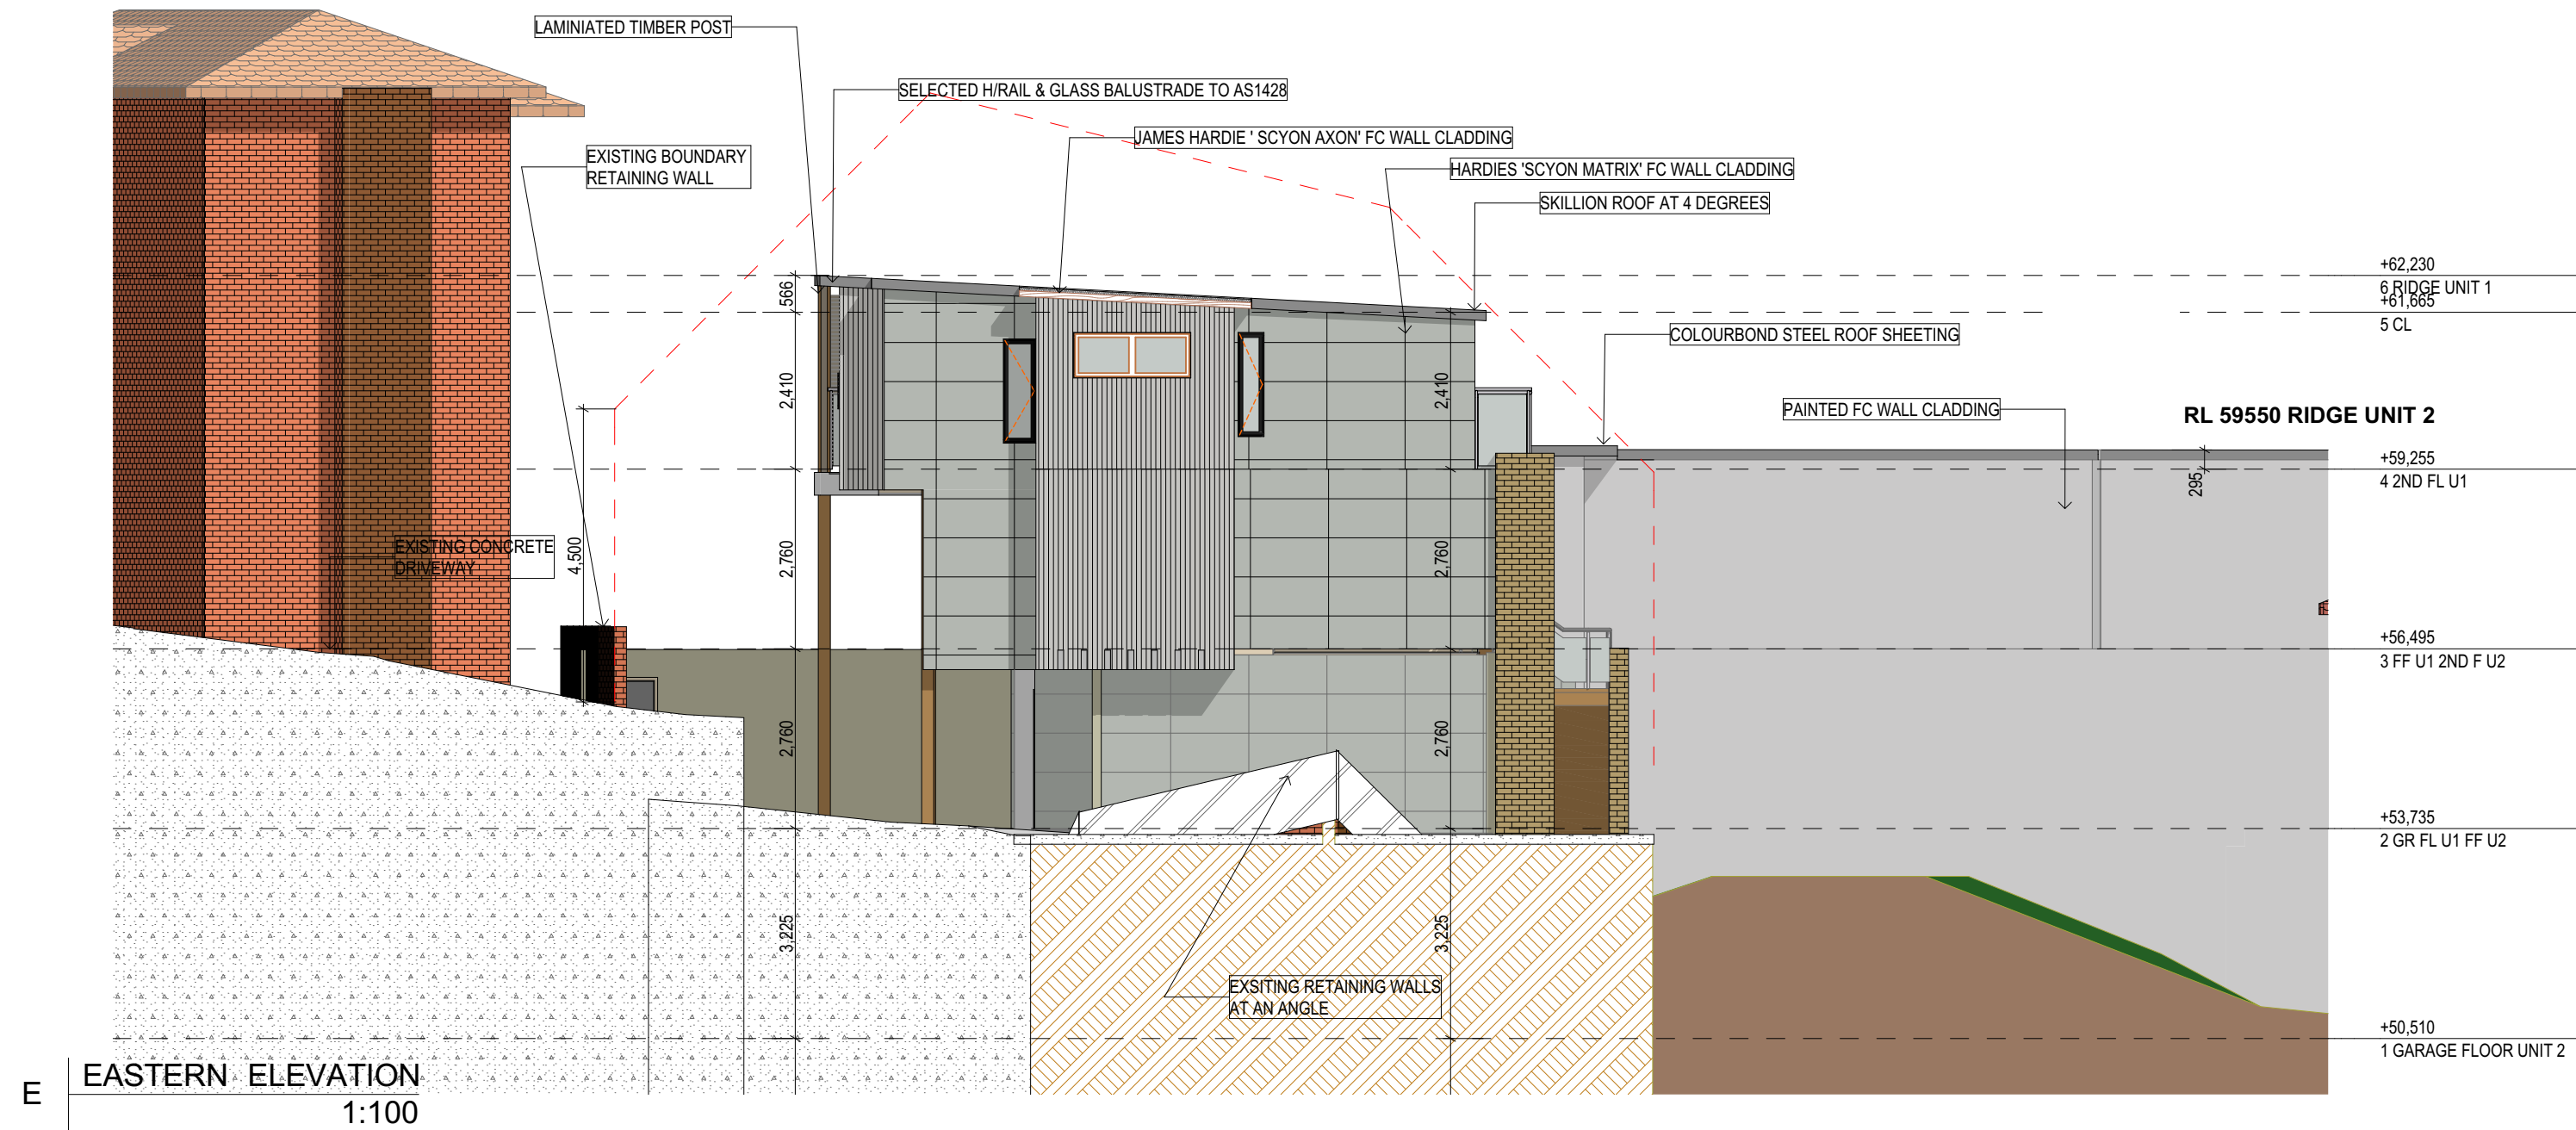 LAMINIATED TIMBER POST
SELECTED H/RAIL & GLASS BALUSTRADE TO AS1428
JAMES HARDIE ' SCYON AXON' FC WALL CLADDING
EXISTING BOUNDARY
RETAINING WALL
HARDIES 'SCYON MATRIX' FC WALL CLADDING
SKILLION ROOF AT 4 DEGREES
COLOURBOND STEEL ROOF SHEETING
PAINTED FC WALL CLADDING
RL 59550 RIDGE UNIT 2
EXISTING CONCRETE
DRIVEWAY
4,500
566
2,410
2,760
2,760
3,225
2,410
2,760
2,760
3,225
295
+62,230
6 RIDGE UNIT 1
+61,665
5 CL
+59,255
4 2ND FL U1
+56,495
3 FF U1 2ND F U2
+53,735
2 GR FL U1 FF U2
+50,510
1 GARAGE FLOOR UNIT 2
EXSITING RETAINING WALLS
AT AN ANGLE
E
EASTERN ELEVATION
1:100